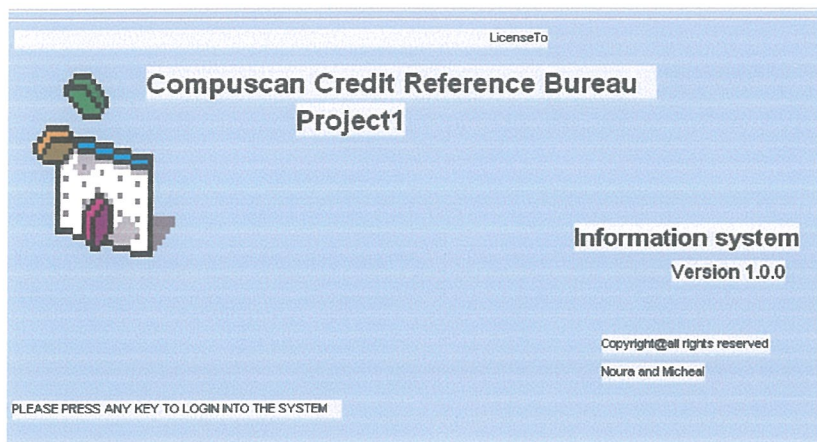 LicenseTo
Compuscan Credit Reference Bureau
Project1
Information system
Version 1.0.0
Copyright@all rights reserved
Noura and Micheal
PLEASE PRESS ANY KEY TO LOGIN INTO THE SYSTEM